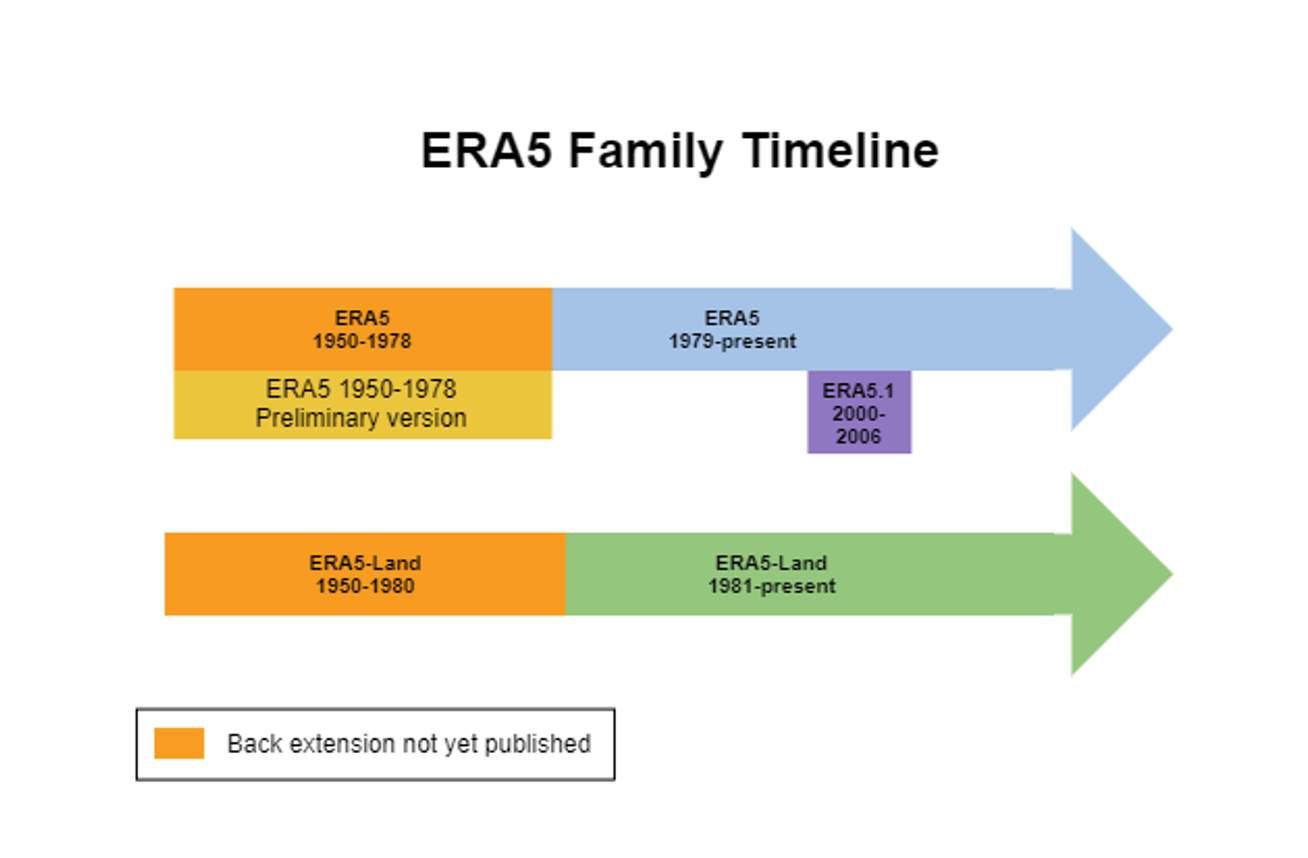 ERA5 Family Timeline
ERA5
1950-1978
ERA5
1979-present
ERA5 1950-1978
Preliminary version
ERA5.1
2000-
2006
ERA5-Land
1950-1980
ERA5-Land
1981-present
Back extension not yet published